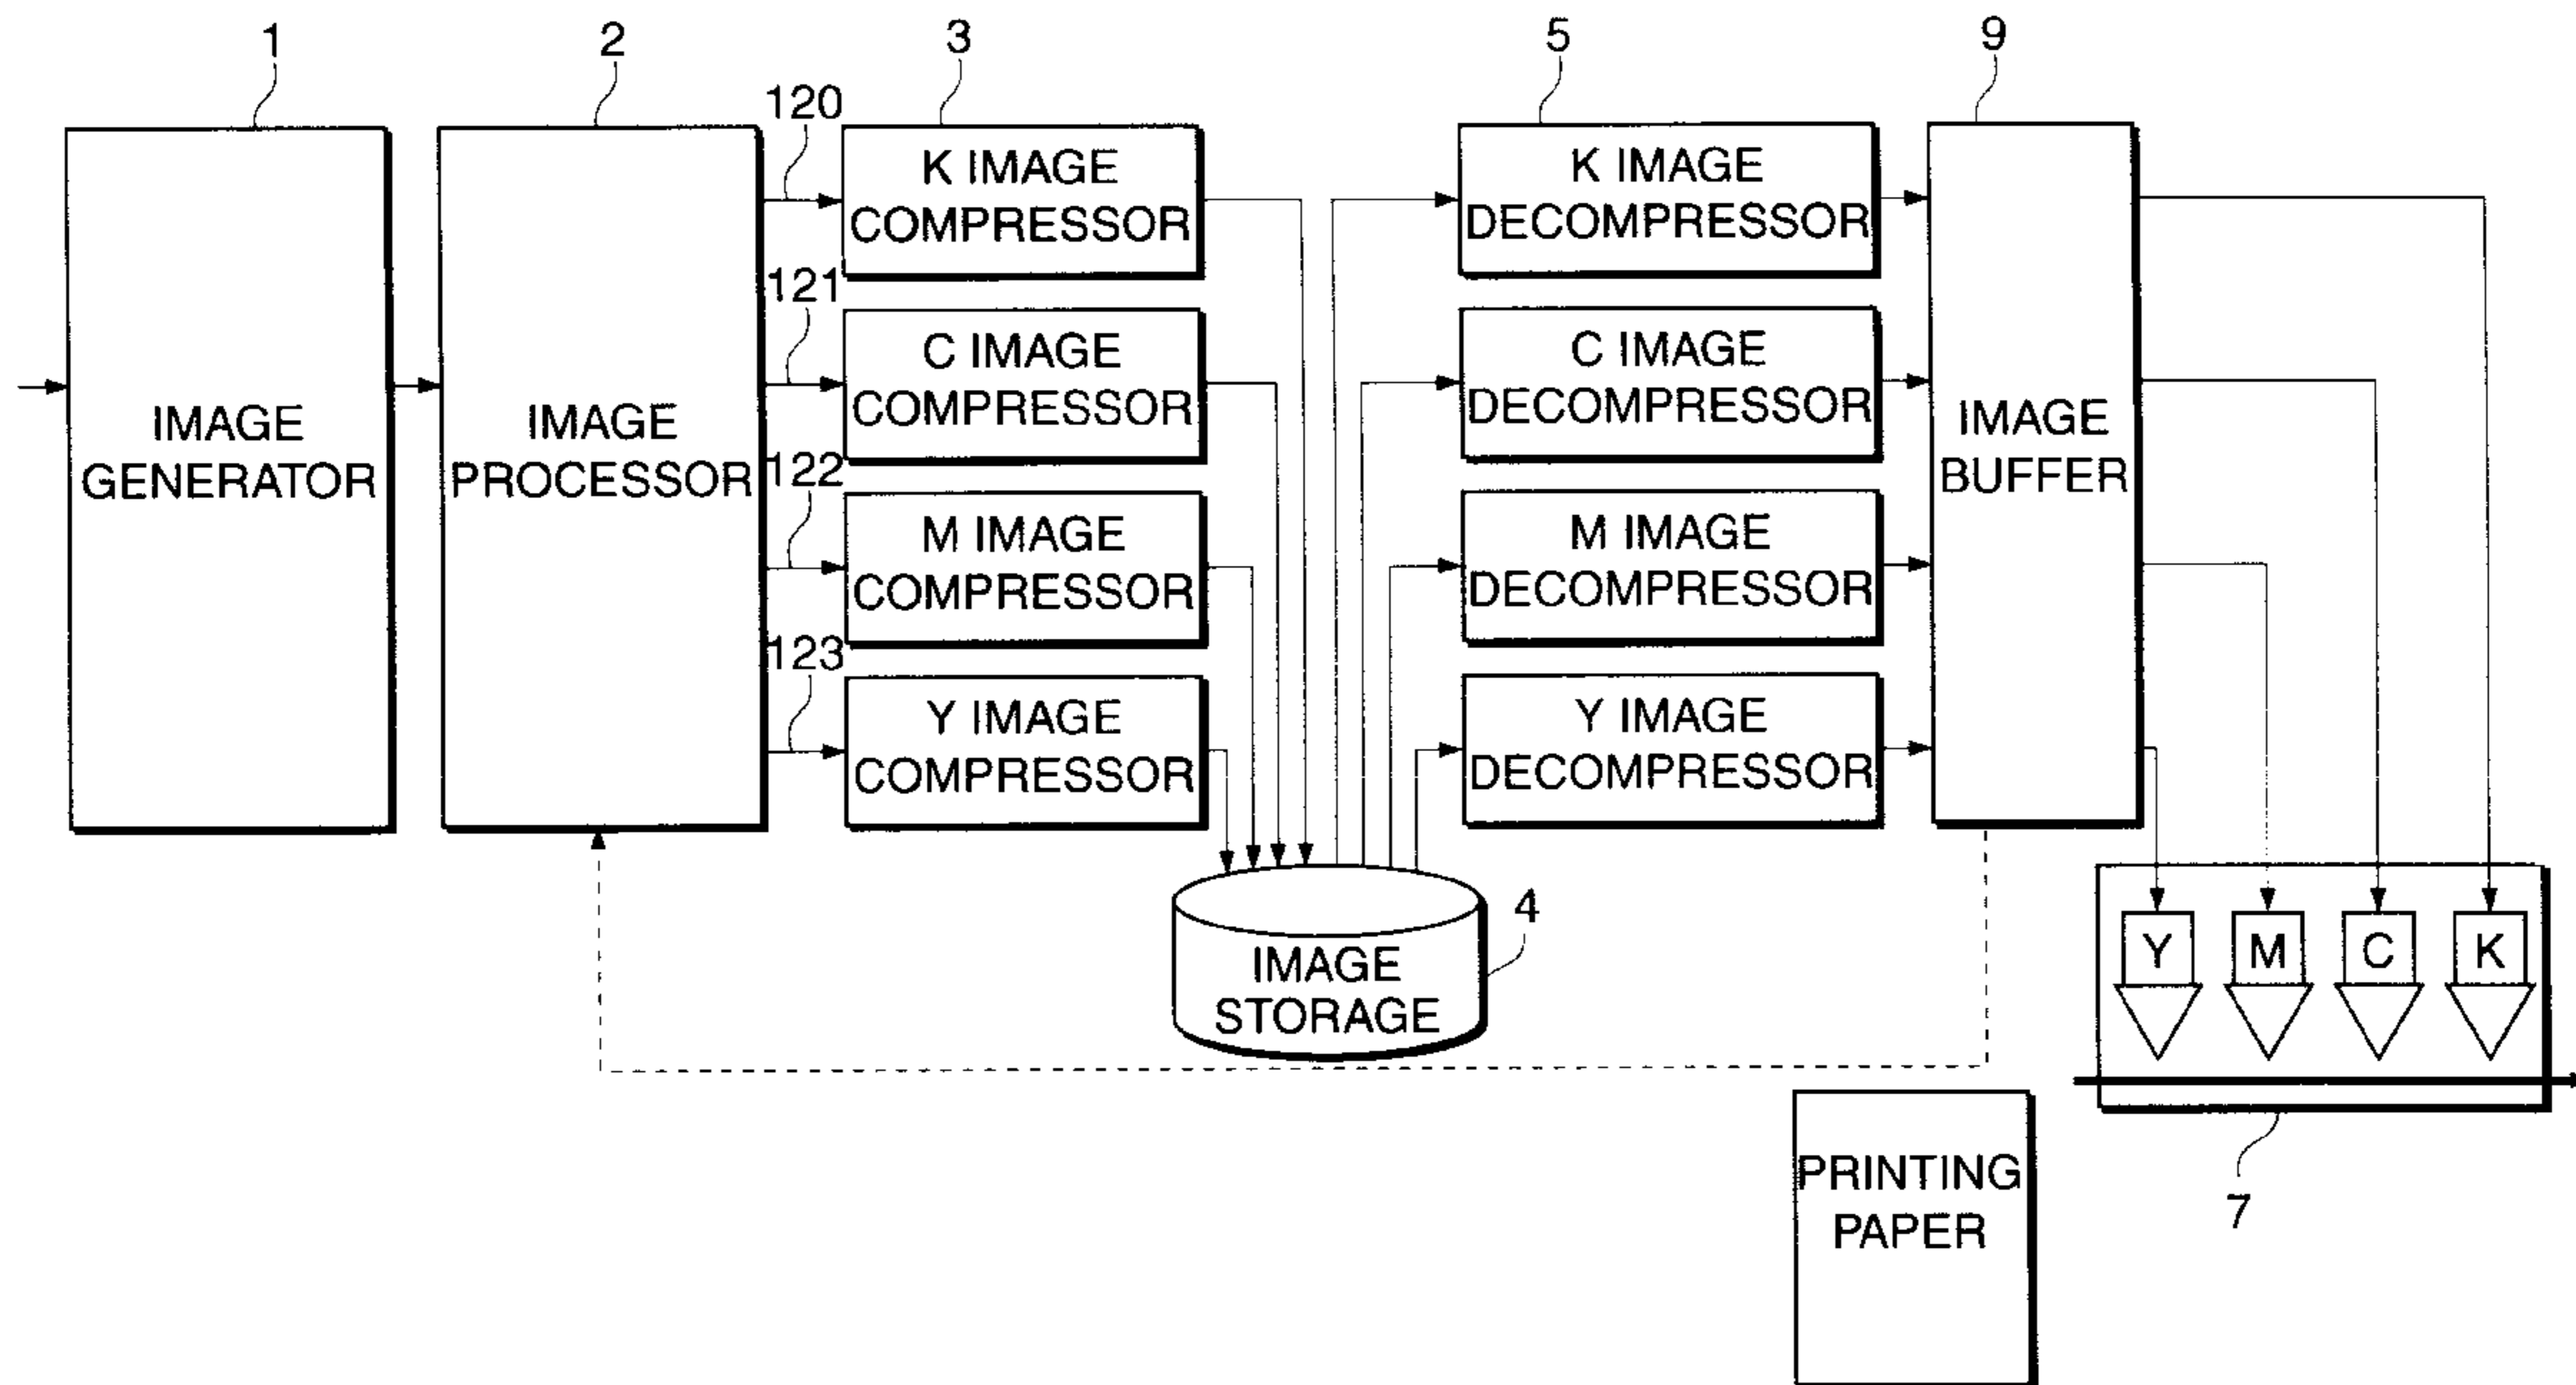 1
2
3
5
9
120
121
122
123
IMAGE
GENERATOR
IMAGE
PROCESSOR
K IMAGE
COMPRESSOR
C IMAGE
COMPRESSOR
M IMAGE
COMPRESSOR
Y IMAGE
COMPRESSOR
K IMAGE
DECOMPRESSOR
C IMAGE
DECOMPRESSOR
M IMAGE
DECOMPRESSOR
Y IMAGE
DECOMPRESSOR
IMAGE
BUFFER
IMAGE
STORAGE
4
Y
M
C
K
7
PRINTING
PAPER